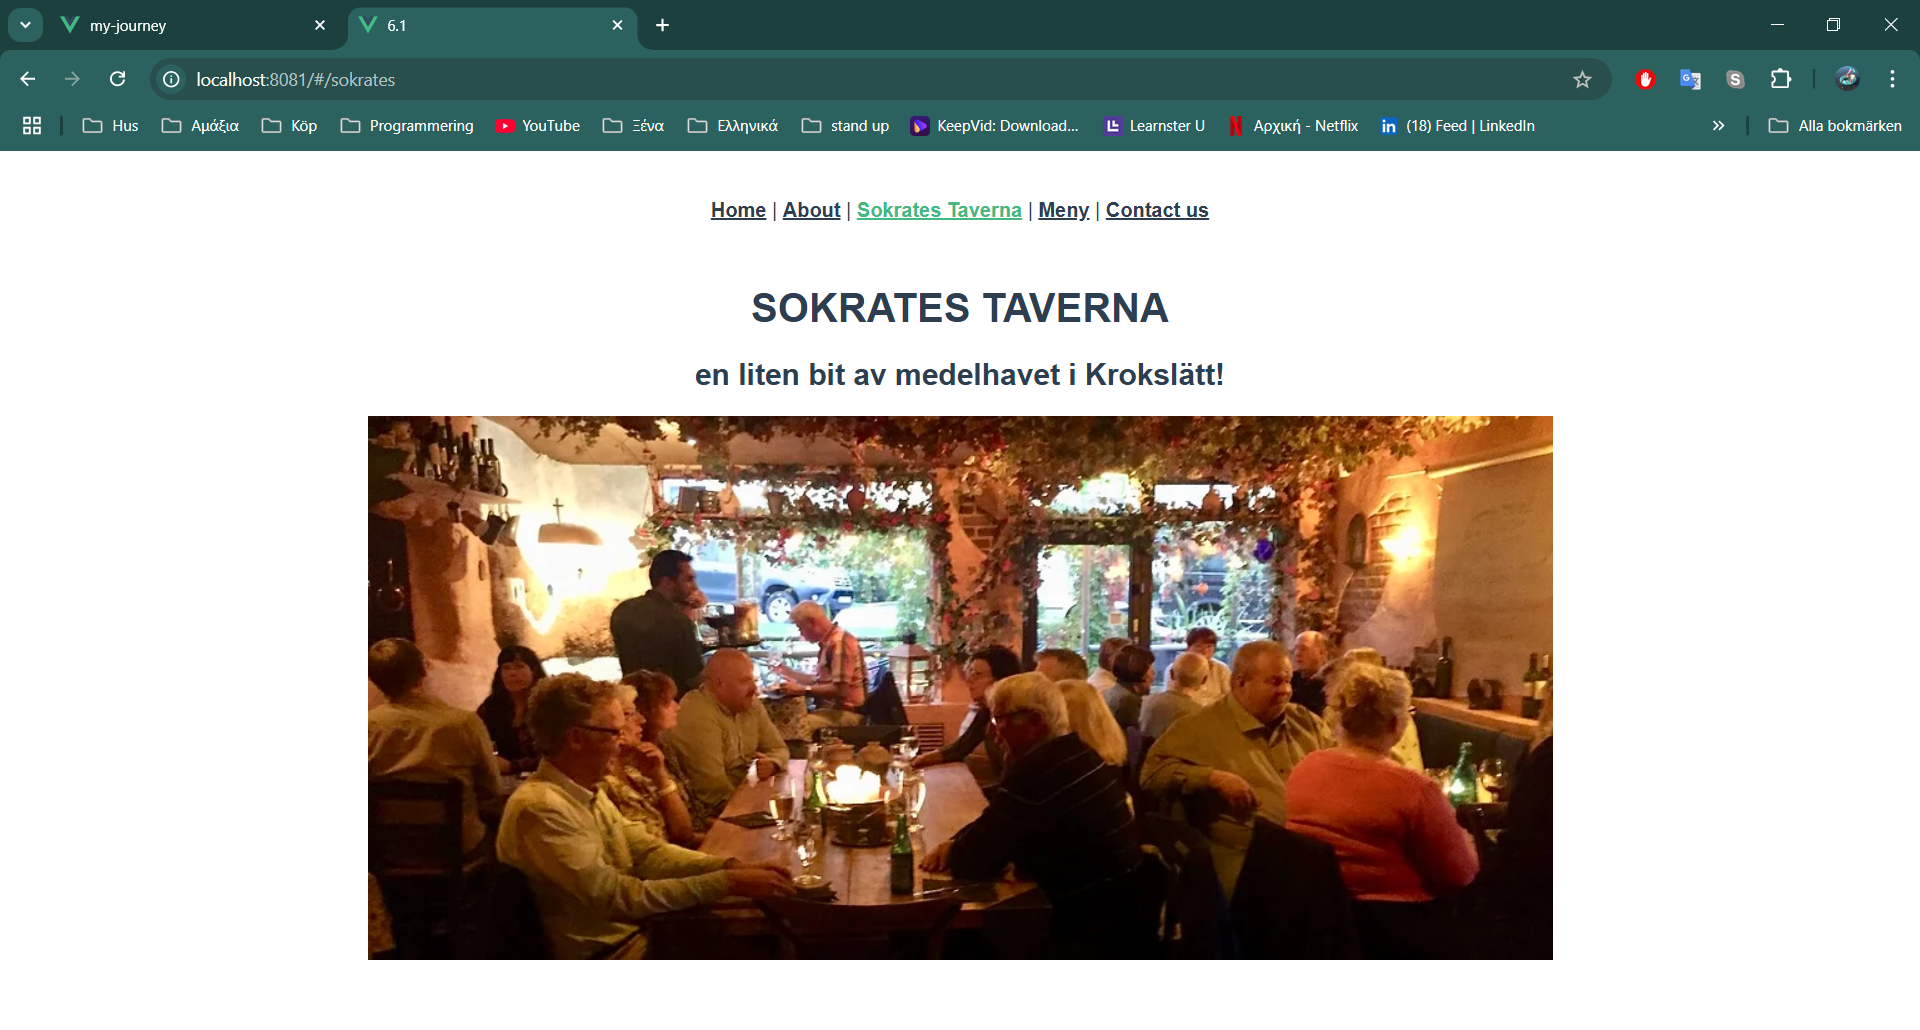 my-journey
6.1
localhost:8081/#/sokrates
Hus
Αμάξια
Köp
Programmering
YouTube
Ξένα
Ελληνικά
stand up
KeepVid: Download...
Learnster U
Αρχική - Netflix
(18) Feed | LinkedIn
Alla bokmärken
Home | About | Sokrates Taverna | Meny | Contact us
SOKRATES TAVERNA
en liten bit av medelhavet i Krokslätt!